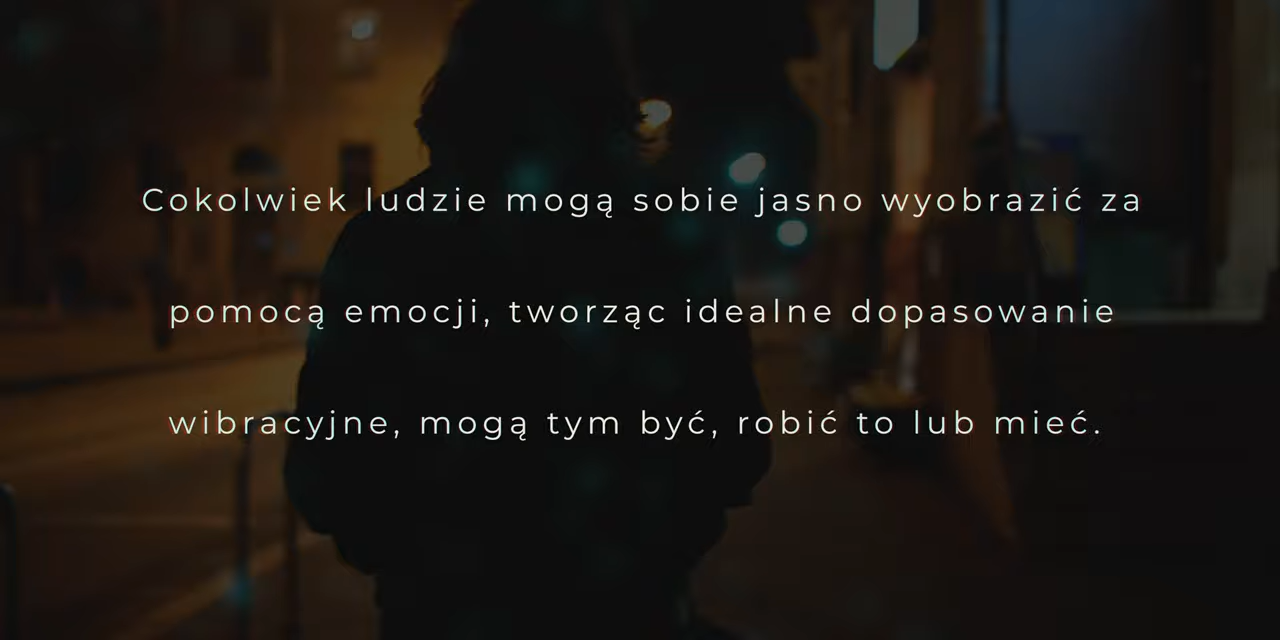 Cokolwiek ludzie mogą sobie jasno wyobrazić za
pomocą emocji, tworząc idealne dopasowanie
wibracyjne, mogą tym być, robić to lub mieć.